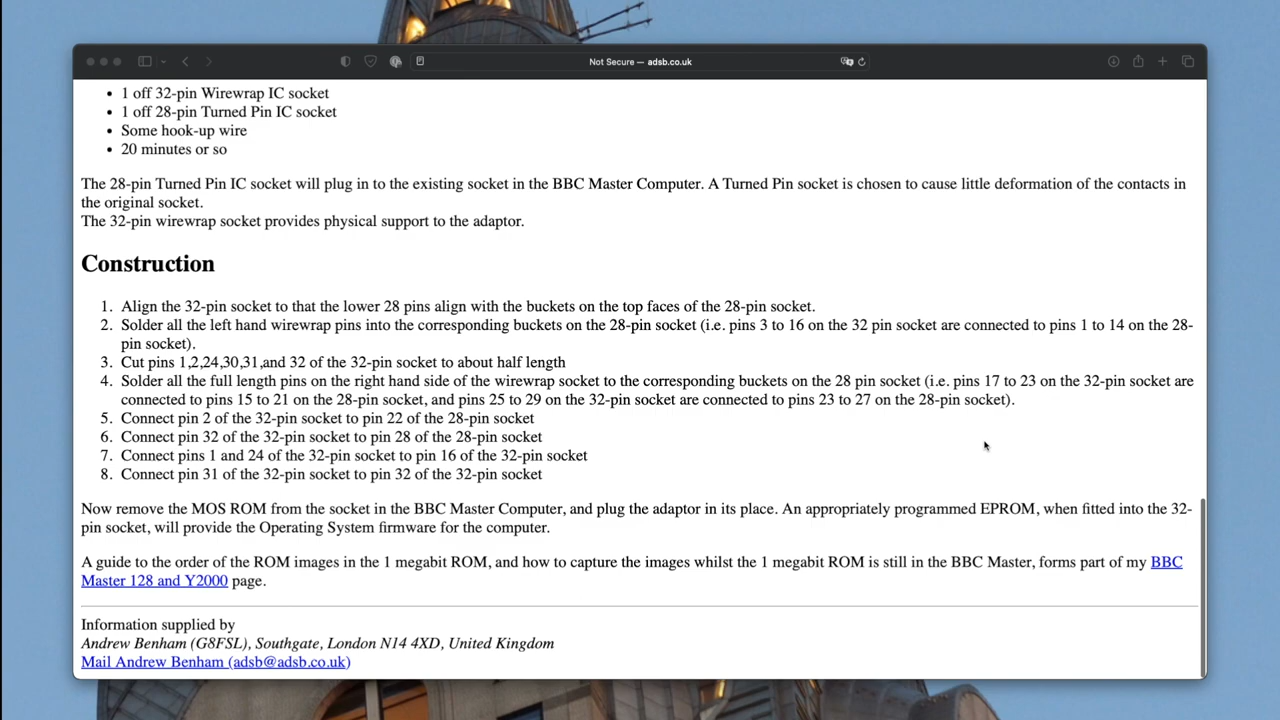 Not Secure — adsb.co.uk
• 1 off 32-pin Wirewrap IC socket
• 1 off 28-pin Turned Pin IC socket
• Some hook-up wire
• 20 minutes or so
The 28-pin Turned Pin IC socket will plug in to the existing socket in the BBC Master Computer. A Turned Pin socket is chosen to cause little deformation of the contacts in
the original socket.
The 32-pin wirewrap socket provides physical support to the adaptor.
Construction
1. Align the 32-pin socket to that the lower 28 pins align with the buckets on the top faces of the 28-pin socket.
2. Solder all the left hand wirewrap pins into the corresponding buckets on the 28-pin socket (i.e. pins 3 to 16 on the 32 pin socket are connected to pins 1 to 14 on the 28-
pin socket).
3. Cut pins 1,2,24,30,31,and 32 of the 32-pin socket to about half length
4. Solder all the full length pins on the right hand side of the wirewrap socket to the corresponding buckets on the 28 pin socket (i.e. pins 17 to 23 on the 32-pin socket are
connected to pins 15 to 21 on the 28-pin socket, and pins 25 to 29 on the 32-pin socket are connected to pins 23 to 27 on the 28-pin socket).
5. Connect pin 2 of the 32-pin socket to pin 22 of the 28-pin socket
6. Connect pin 32 of the 32-pin socket to pin 28 of the 28-pin socket
7. Connect pins 1 and 24 of the 32-pin socket to pin 16 of the 32-pin socket
8. Connect pin 31 of the 32-pin socket to pin 32 of the 32-pin socket
Now remove the MOS ROM from the socket in the BBC Master Computer, and plug the adaptor in its place. An appropriately programmed EPROM, when fitted into the 32-
pin socket, will provide the Operating System firmware for the computer.
A guide to the order of the ROM images in the 1 megabit ROM, and how to capture the images whilst the 1 megabit ROM is still in the BBC Master, forms part of my BBC
Master 128 and Y2000 page.
Information supplied by
Andrew Benham (G8FSL), Southgate, London N14 4XD, United Kingdom
Mail Andrew Benham (adsb@adsb.co.uk)